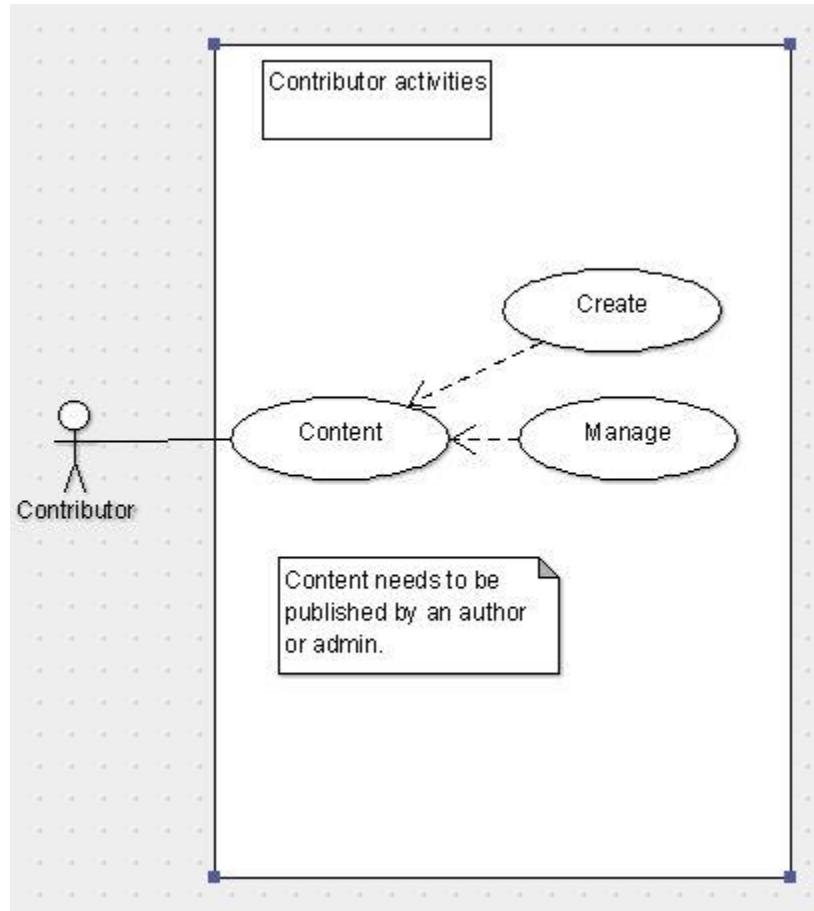 Contributor activities
Create
Content
Manage
Contributor
Content needs to be
published by an author
or admin.